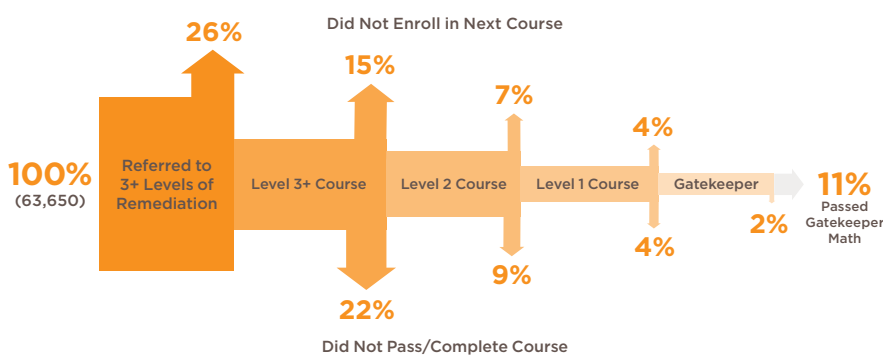 Did Not Enroll in Next Course
26%
15%
7%
4%
100%
(63,650)
Referred to
3+ Levels of
Remediation
Level 3+ Course
Level 2 Course
Level 1 Course
Gatekeeper
11%
Passed
Gatekeeper
Math
2%
4%
9%
22%
Did Not Pass/Complete Course